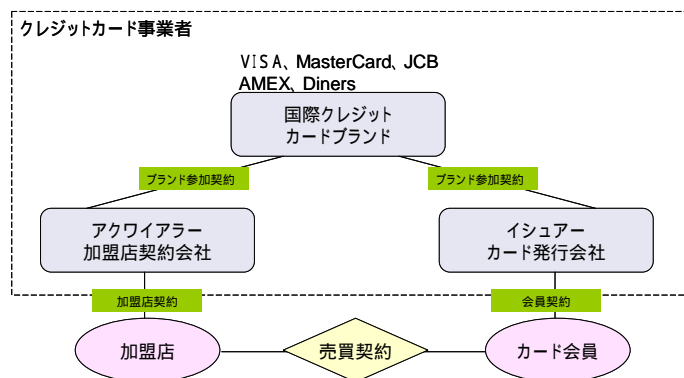 クレジットカード事業者
VISA、MasterCard、JCB
AMEX、Diners
国際クレジット
カードブランド
ブランド参加契約
ブランド参加契約
アクワイアラー
加盟店契約会社
イシュアー
カード発行会社
加盟店契約
会員契約
加盟店
売買契約
カード会員